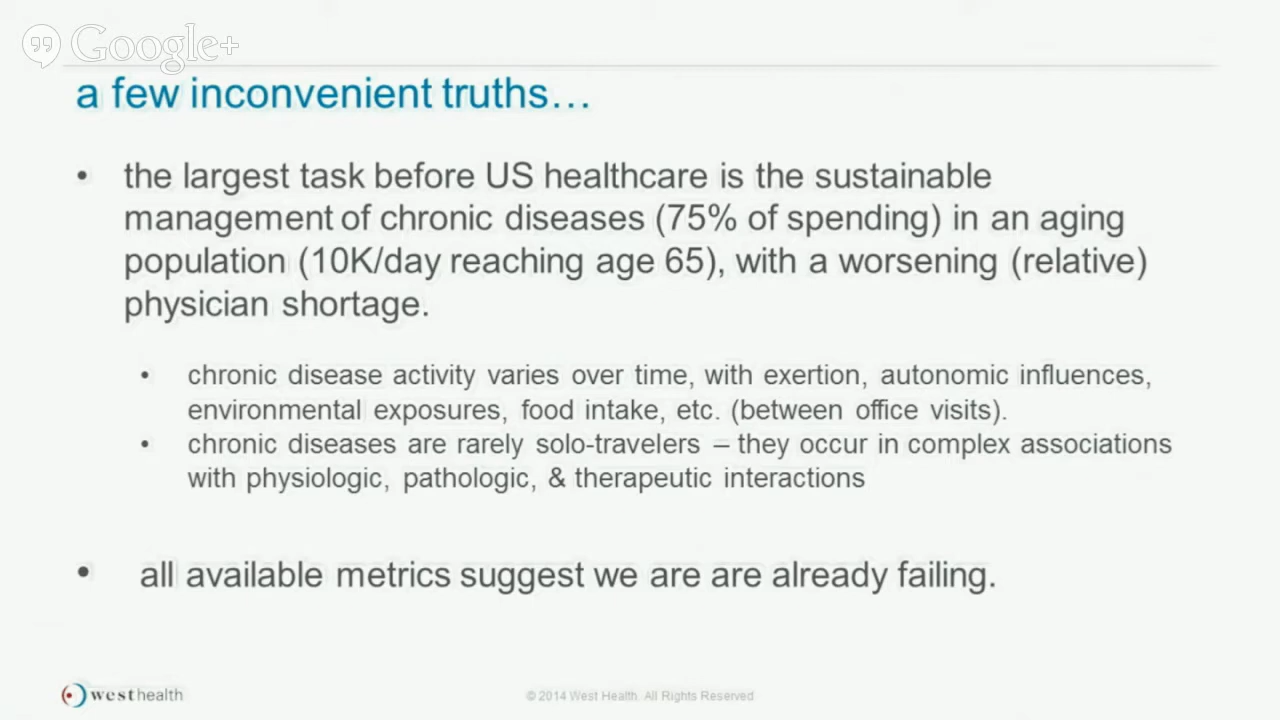 Google+
a few inconvenient truths…
• the largest task before US healthcare is the sustainable
management of chronic diseases (75% of spending) in an aging
population (10K/day reaching age 65), with a worsening (relative)
physician shortage.
• chronic disease activity varies over time, with exertion, autonomic influences,
environmental exposures, food intake, etc. (between office visits).
• chronic diseases are rarely solo-travelers – they occur in complex associations
with physiologic, pathologic, & therapeutic interactions
• all available metrics suggest we are are already failing.
westhealth
© 2014 West Health. All Rights Reserved